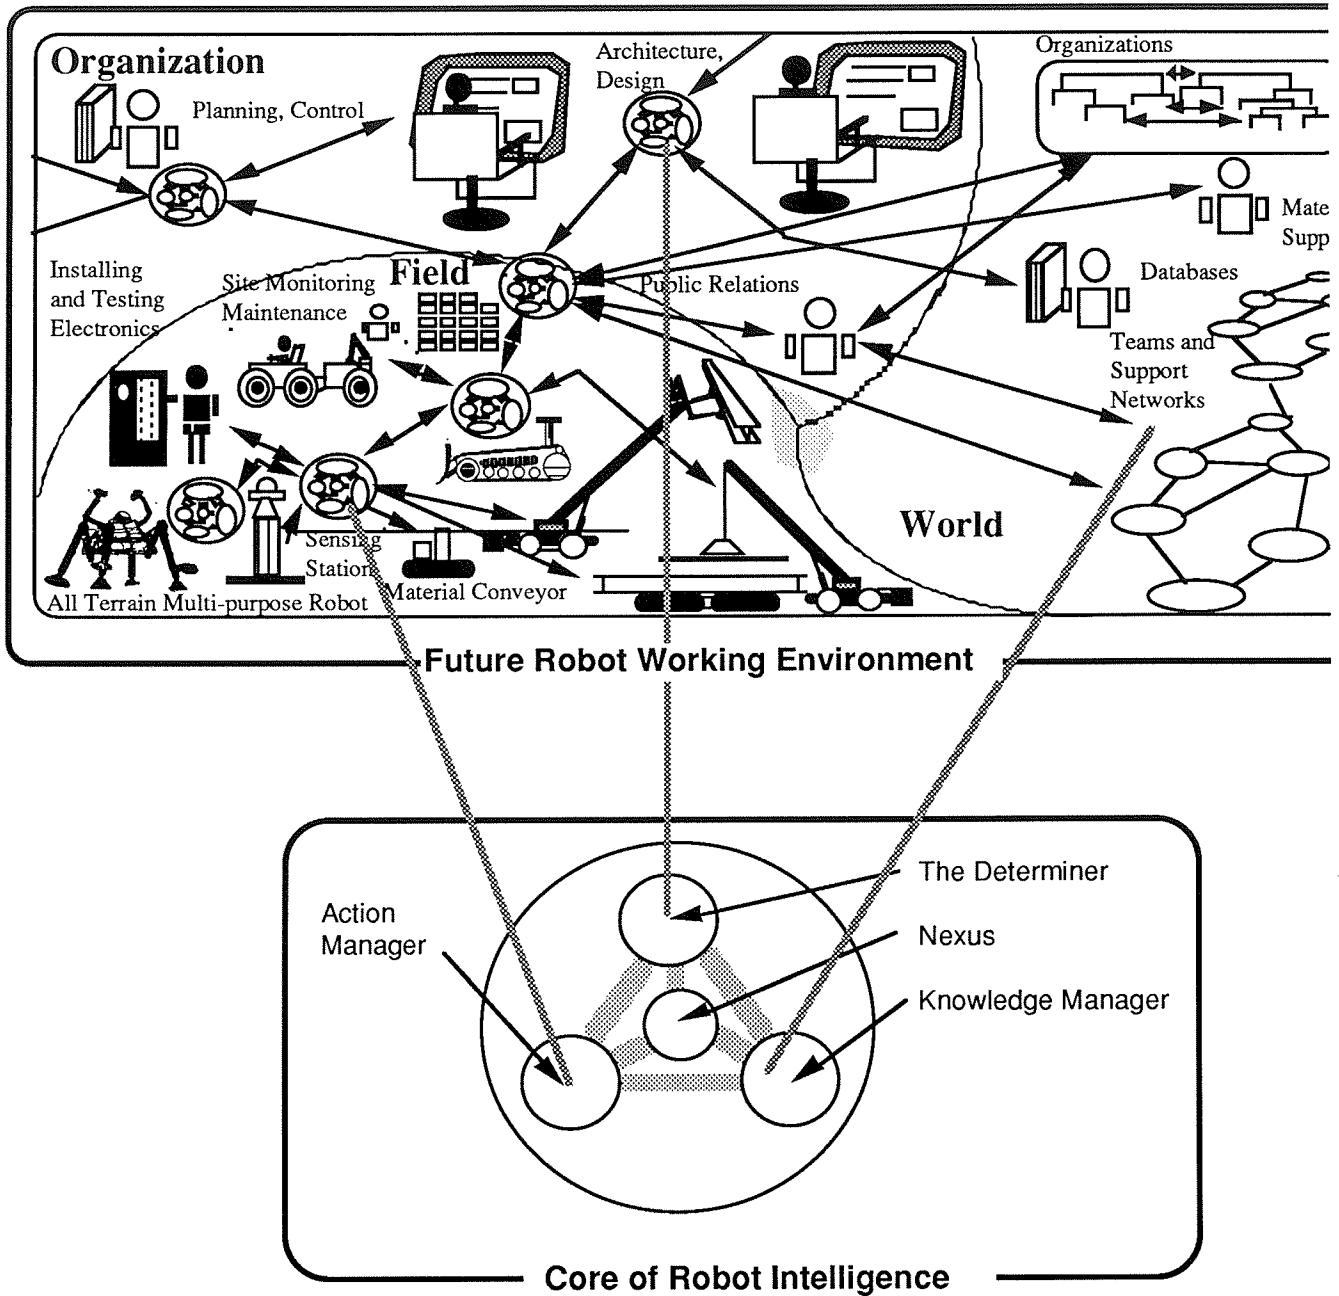 Organization
Planning, Control
Architecture,
Design
Organizations
Mate
Supp
Installing
and Testing
Electronics
Site Monitoring
Maintenance
Field
Public Relations
Databases
Teams and
Support
Networks
World
Sensing
Station
Material Conveyor
All Terrain Multi-purpose Robot
Future Robot Working Environment
The Determiner
Action
Manager
Nexus
Knowledge Manager
Core of Robot Intelligence